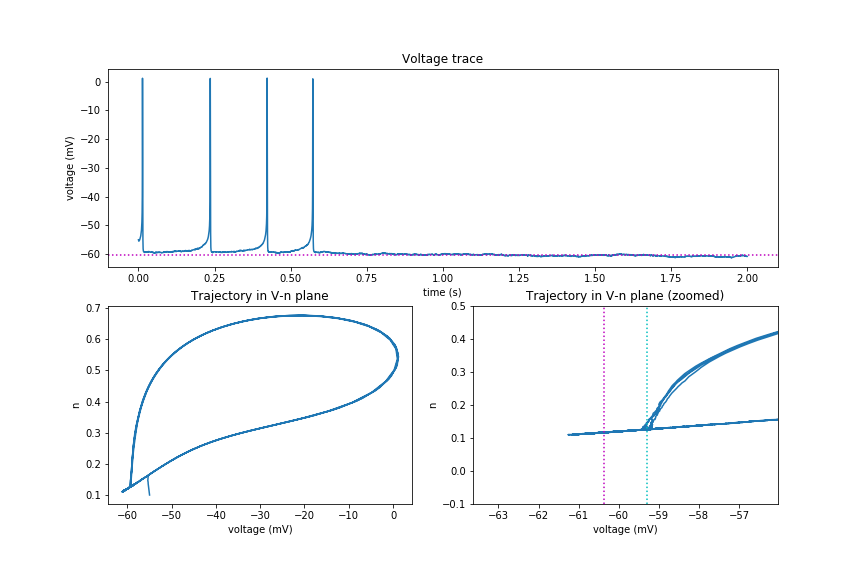 Voltage trace
voltage (mV)
0
−10
−20
−30
−40
−50
−60
0.00 0.25 0.50 0.75 1.00 1.25 1.50 1.75 2.00
time (s)
Trajectory in V-n plane
n
0.7
0.6
0.5
0.4
0.3
0.2
0.1
−60 −50 −40 −30 −20 −10 0
voltage (mV)
Trajectory in V-n plane (zoomed)
n
0.5
0.4
0.3
0.2
0.1
0.0
−0.1
−63 −62 −61 −60 −59 −58 −57
voltage (mV)